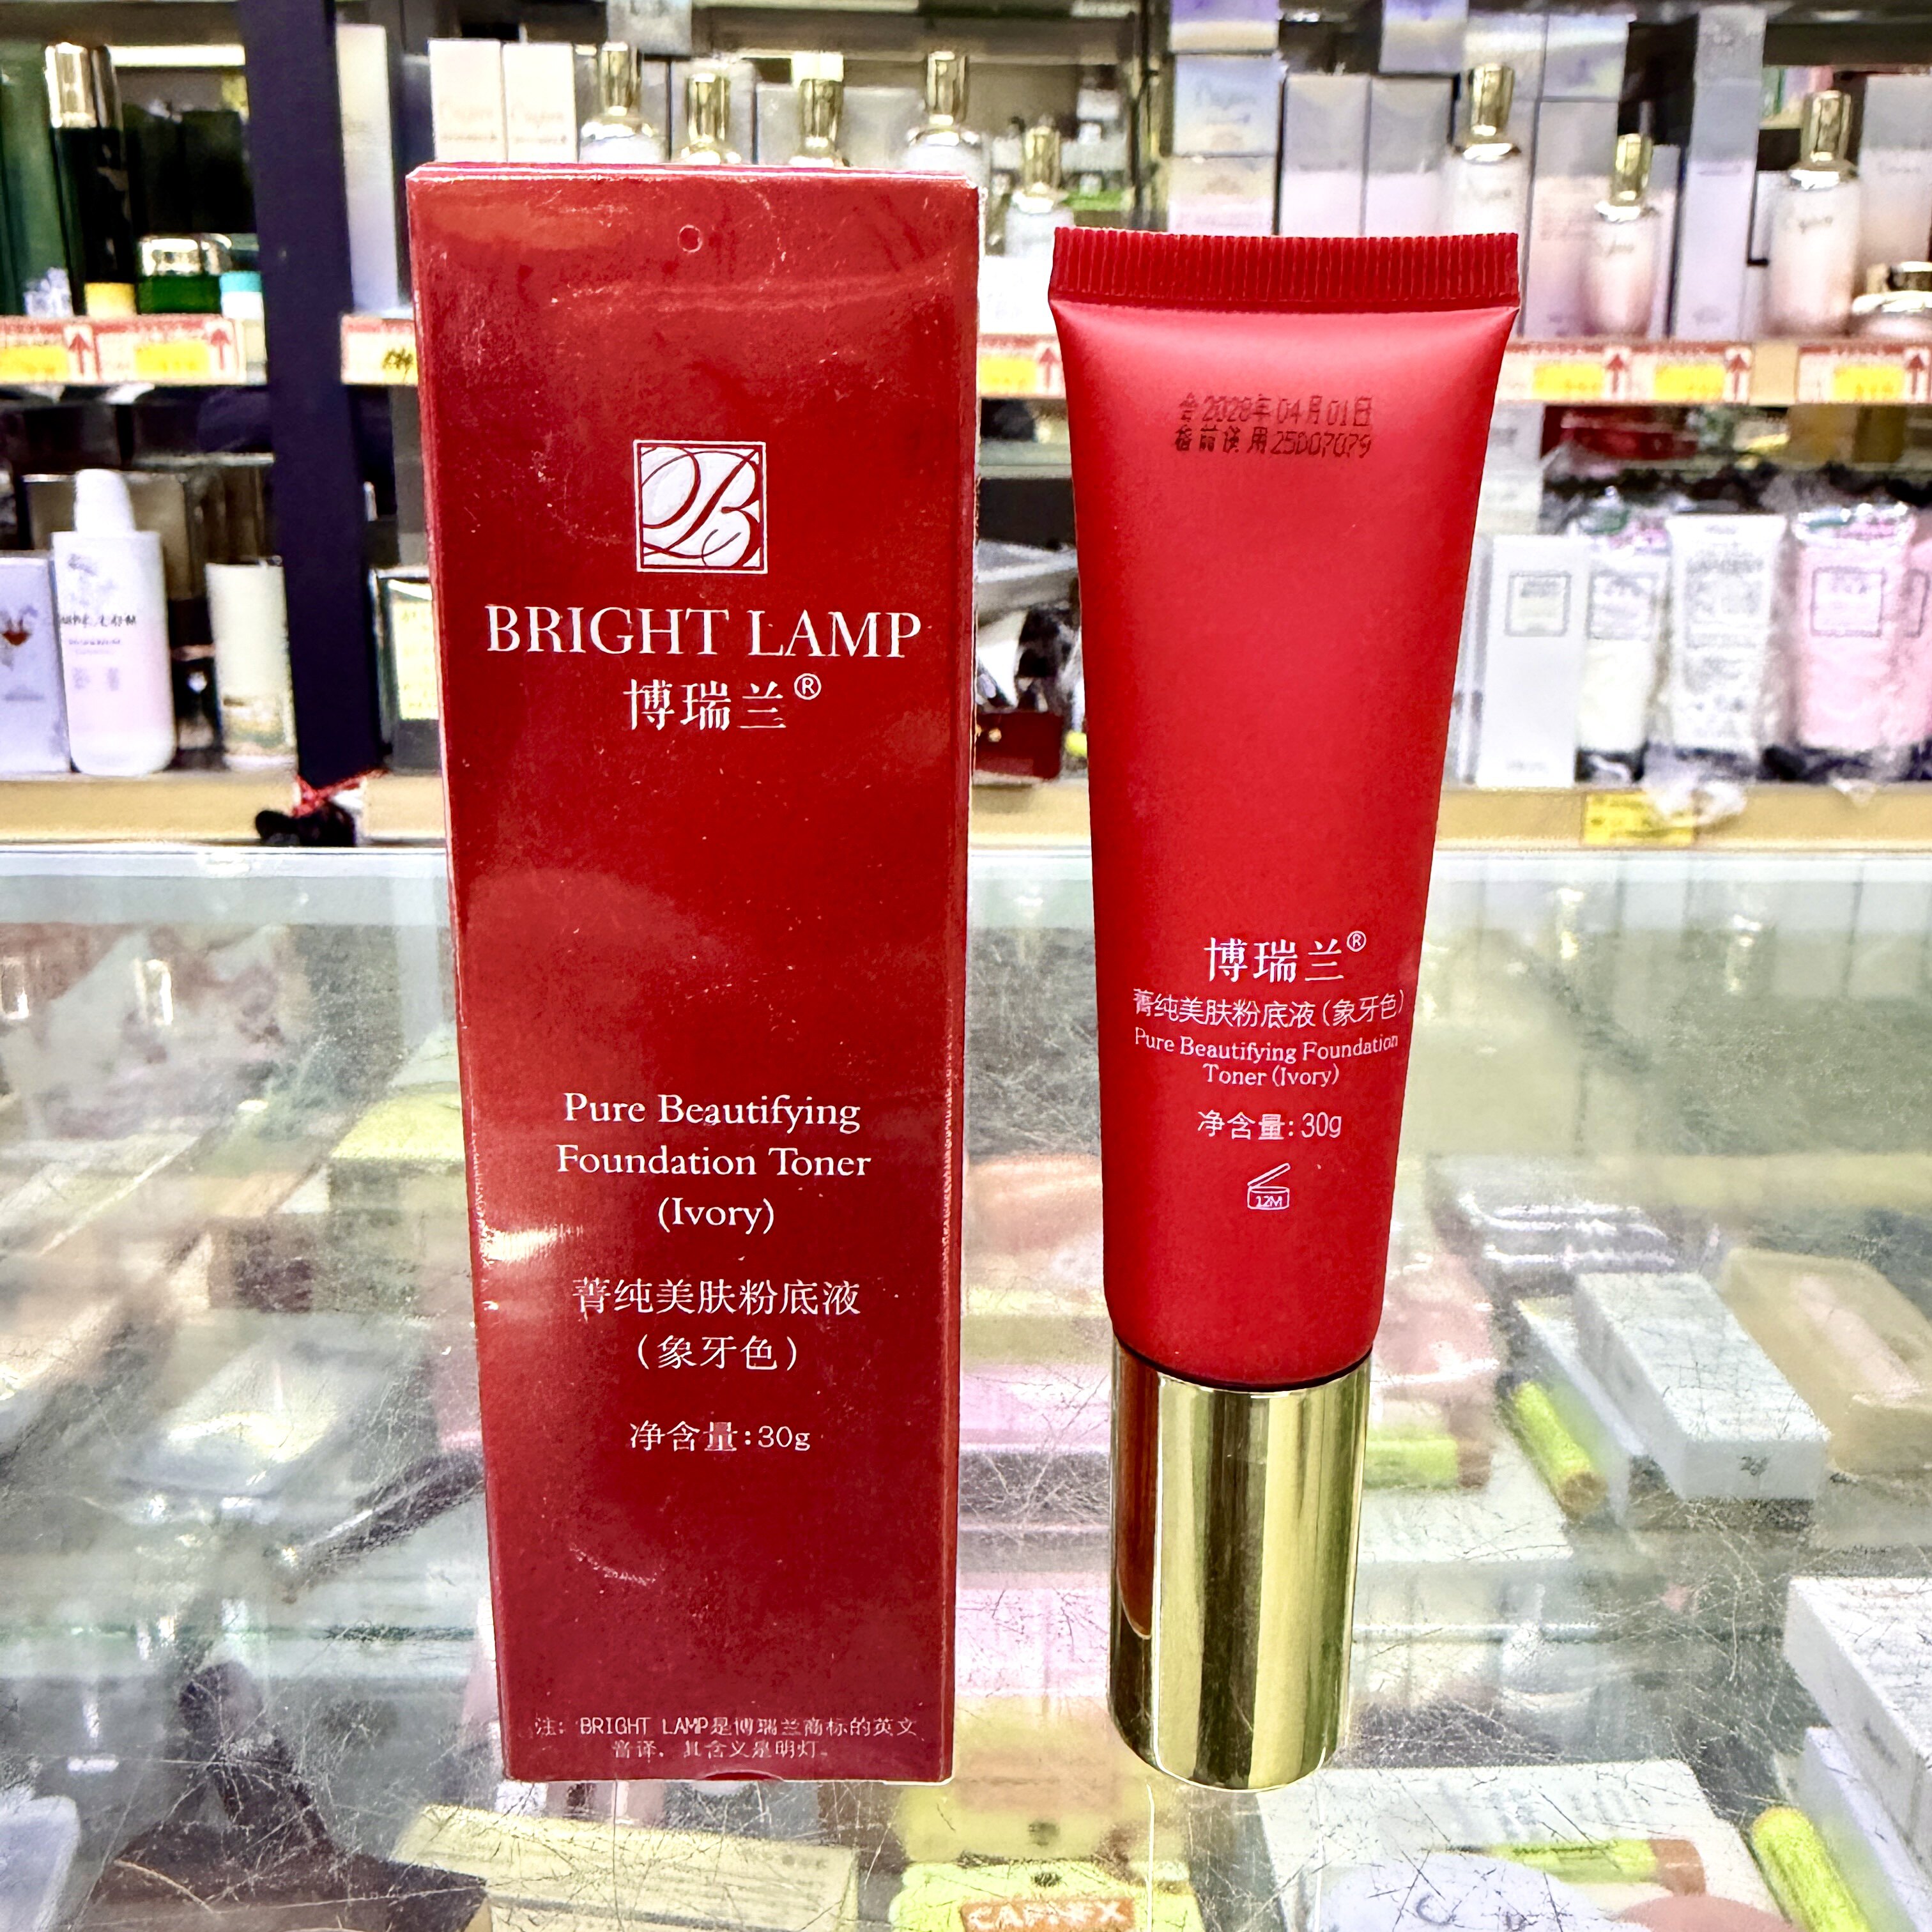 BRIGHT LAMP
博瑞兰®
Pure Beautifying
Foundation Toner
(Ivory)
菁纯美肤粉底液
(象牙色)
净含量:30g
注: BRIGHT LAMP是博瑞兰商标的英文
音译, 其含义是明灯。
2028年04月01日
前使用25D07079
博瑞兰®
菁纯美肤粉底液(象牙色)
Pure Beautifying Foundation
Toner (Ivory)
净含量: 30g
12M